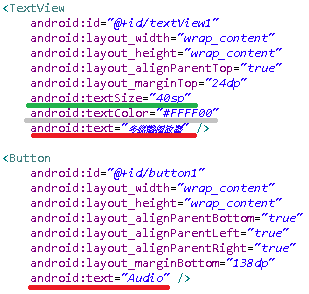 <TextView
android:id="@+id/textView1"
android:layout_width="wrap_content"
android:layout_height="wrap_content"
android:layout_alignParentTop="true"
android:layout_marginTop="24dp"
android:textSize="40sp"
android:textColor="#FFFF00"
android:text="" />
<Button
android:id="@+id/button1"
android:layout_width="wrap_content"
android:layout_height="wrap_content"
android:layout_alignParentBottom="true"
android:layout_alignParentLeft="true"
android:layout_alignParentRight="true"
android:layout_marginBottom="138dp"
android:text="Audio" />